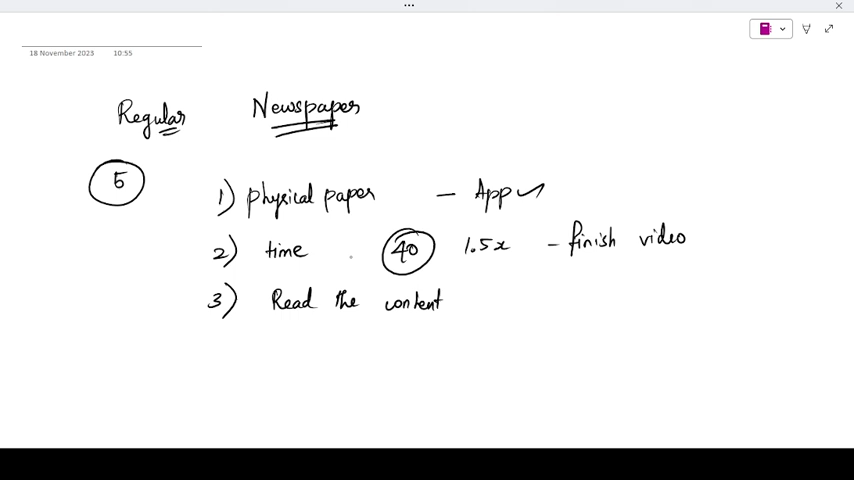 18 November 2023 10:55
Regular Newspaper
5
1) physical paper - App
2) time 40 1.5x - finish video
3) Read the content